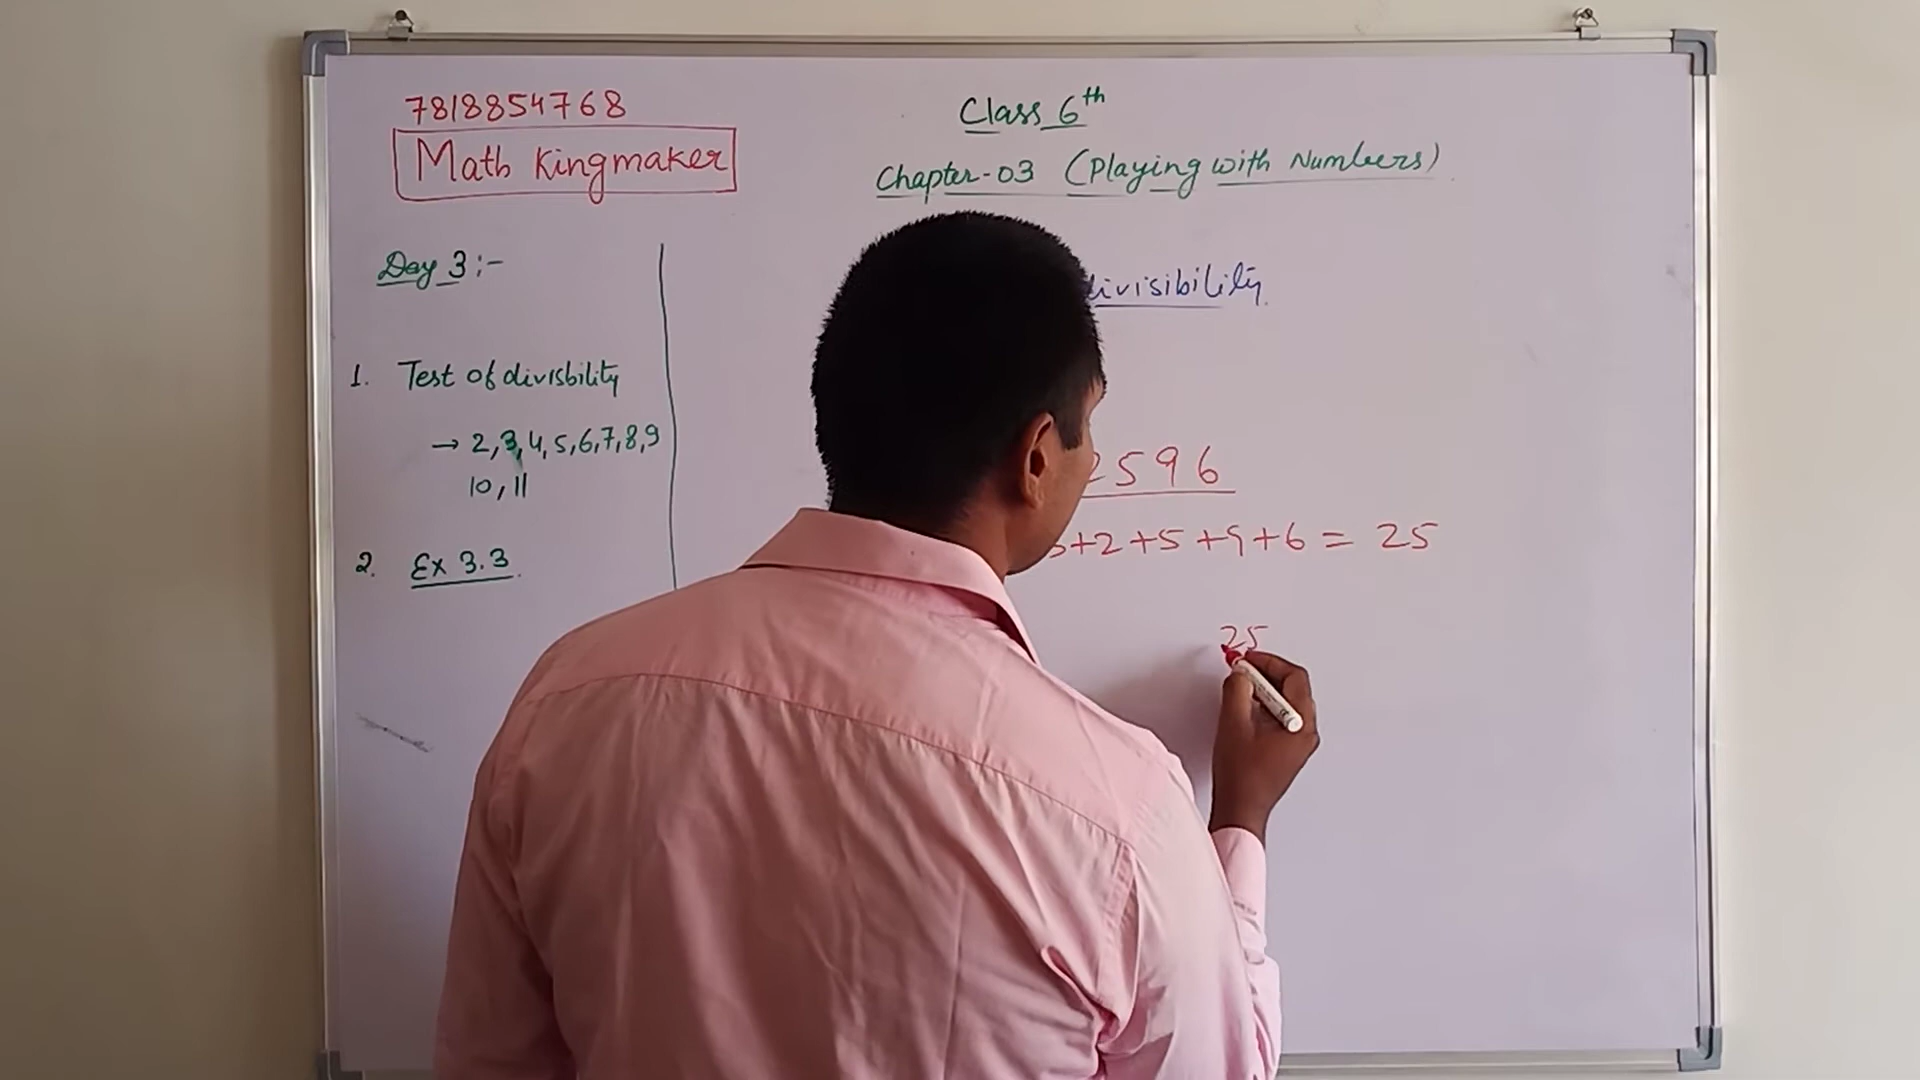 7818854768
Math Kingmaker
Class 6th
Chapter-03 (Playing with Numbers)
Day 3:-
divisibility.
1. Test of divisbility
→ 2,3,4,5,6,7,8,9
10, 11
2596
+2+5+9+6 = 25
2. Ex 3.3.
25